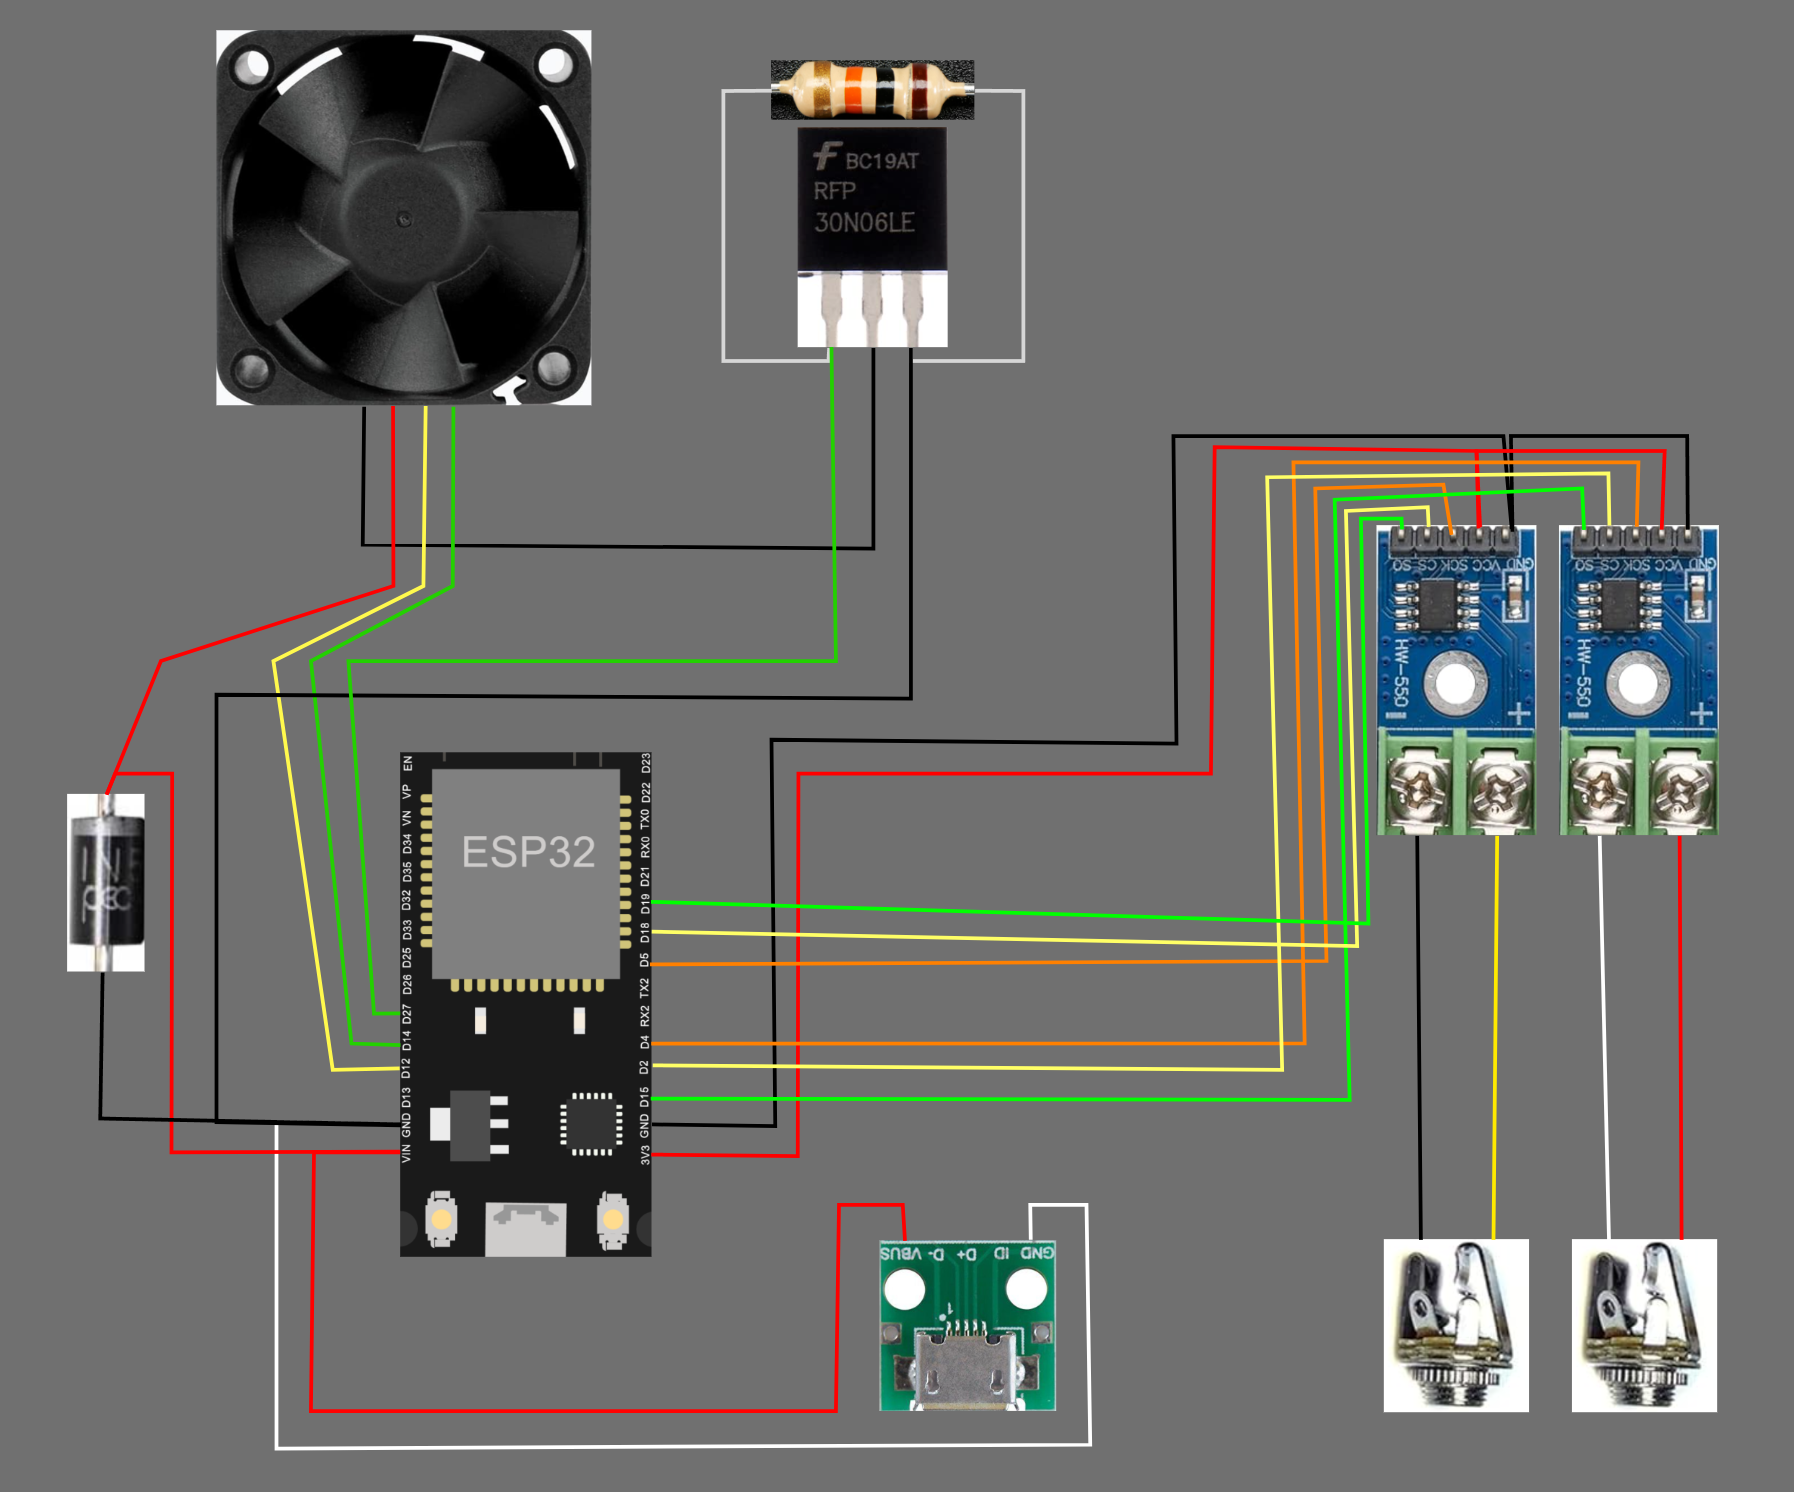 BC19AT
RFP
30N06LE
SO
CS
SCK
VCC
GND
HW-550
+
SO
CS
SCK
VCC
GND
HW-550
+
ESP32
EN
VP
VN
D34
D35
D32
D33
D25
D26
D27
D14
D12
D13
GND
VIN
D23
D22
TX0
RX0
D21
D19
D18
D5
TX2
RX2
D4
D2
D15
GND
3V3
GND
ID
D+
D-
VBUS
1